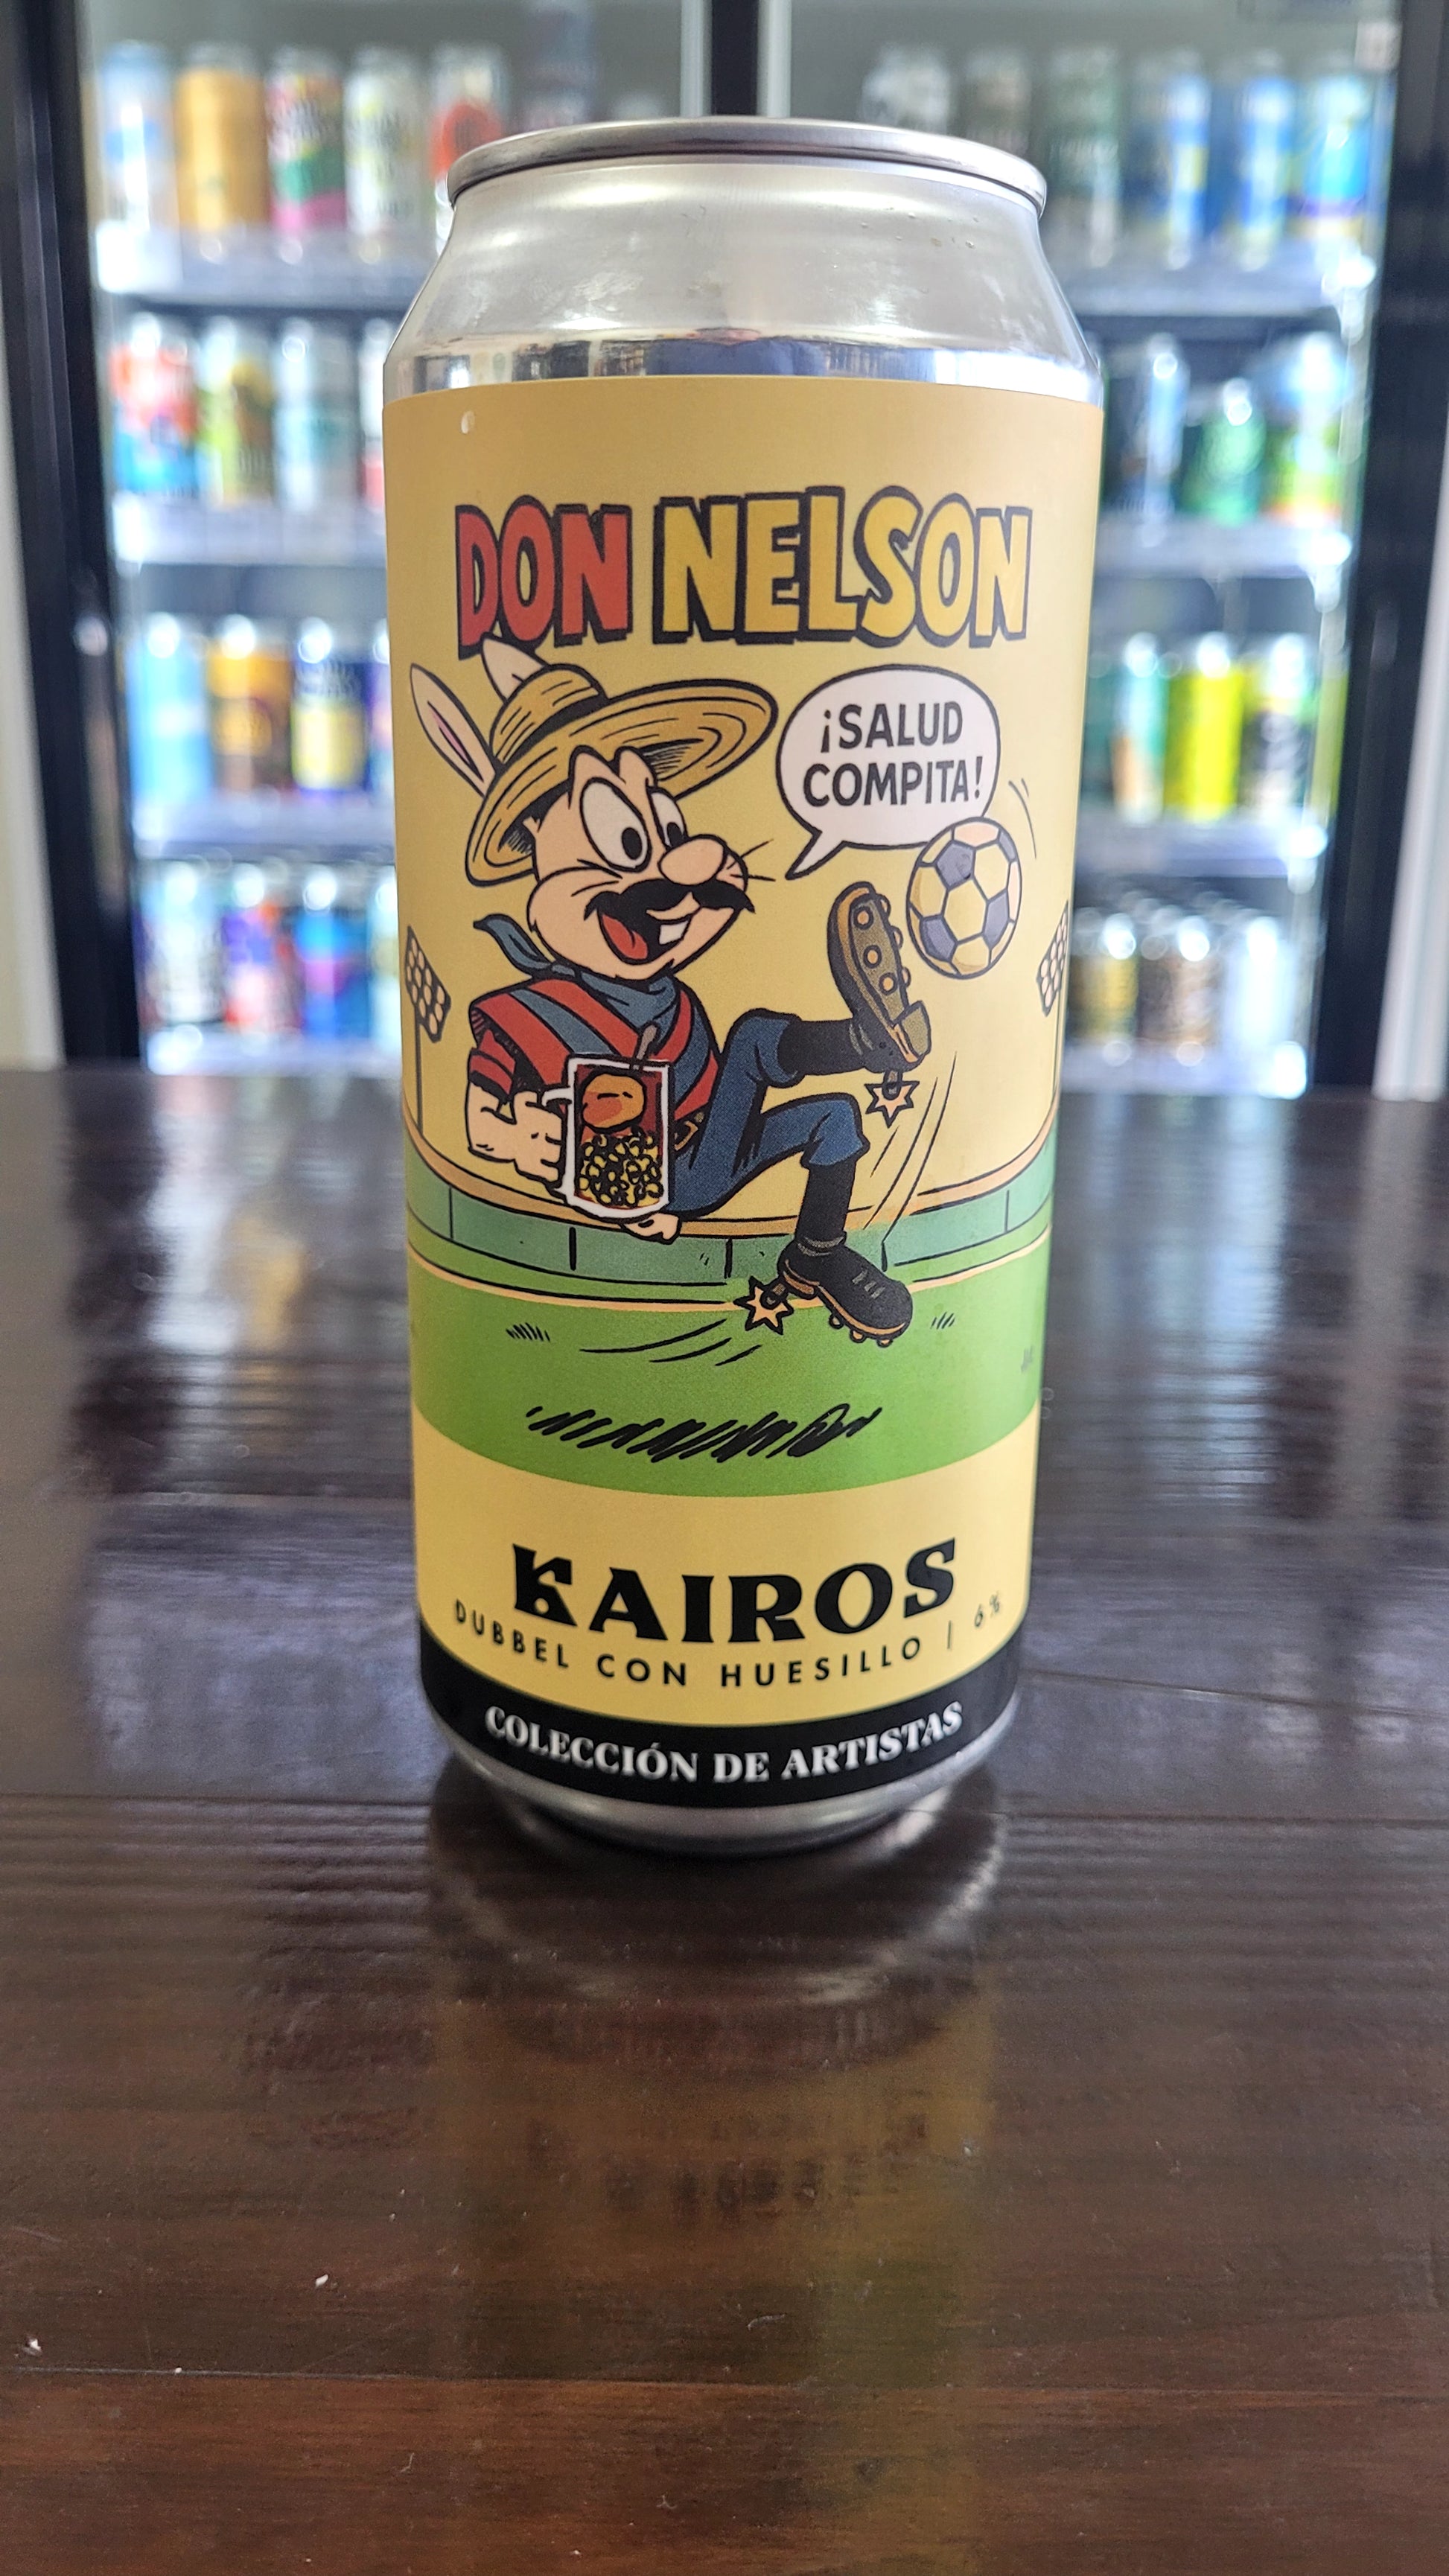 DON NELSON
¡SALUD
COMPITA!
KAIROS
DUBBEL CON HUESILLO | 6%
COLECCIÓN DE ARTISTAS